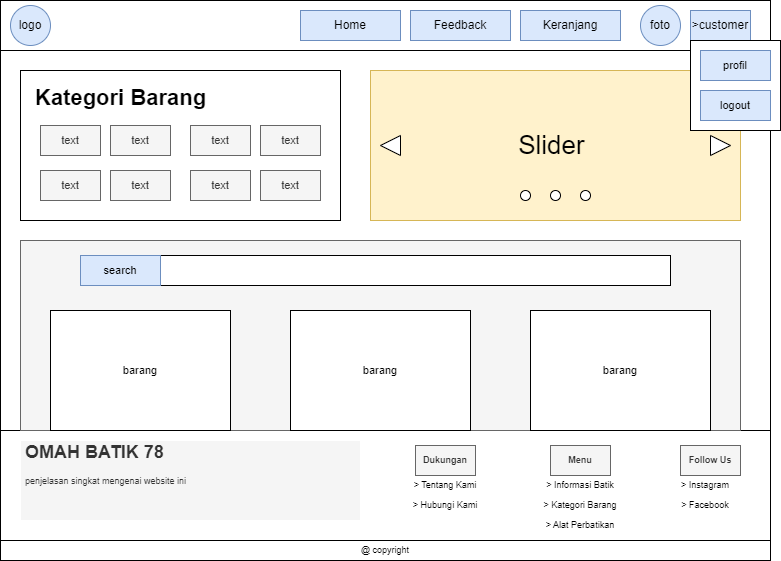 logo
Home
Feedback
Keranjang
foto
>customer
profil
logout
Kategori Barang
text text text text
text text text text
Slider
search
barang barang barang
OMAH BATIK 78
penjelasan singkat mengenai website ini
Dukungan
> Tentang Kami
> Hubungi Kami
Menu
> Informasi Batik
> Kategori Barang
> Alat Perbatikan
Follow Us
> Instagram
> Facebook
@ copyright